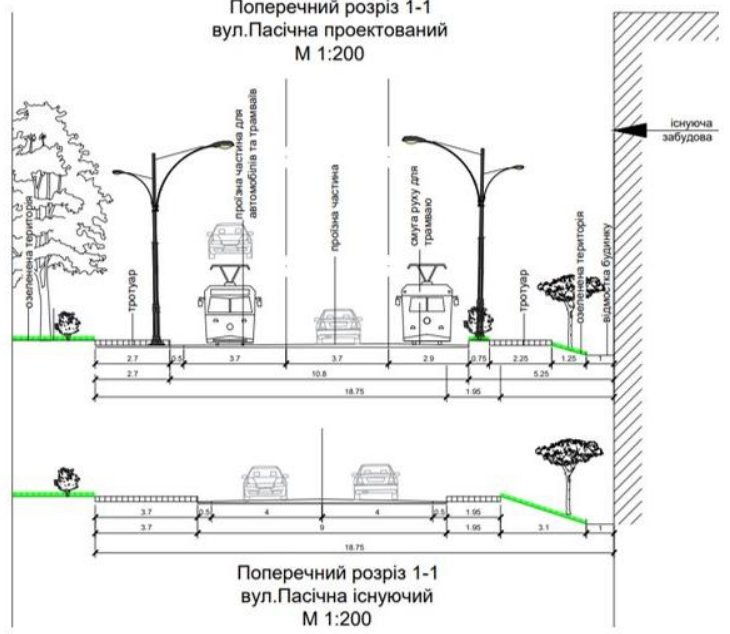 Поперечний розріз 1-1
вул.Пасічна проектований
М 1:200
існуюча
забудова
озеленена територія
тротуар
проїзна частина для
автомобілів та трамваїв
проїзна частина
смуга руху для
трамваю
тротуар
озеленена територія
відмостка будинку
2.7 0.5 3.7 3.7 2.9 0.75 2.25 1.25 1
2.7 10.8 5.25
18.75 1.95
3.7 0.5 4 4 0.5 1.95
3.7 9 1.95 3.1 1
18.75
Поперечний розріз 1-1
вул.Пасічна існуючий
М 1:200